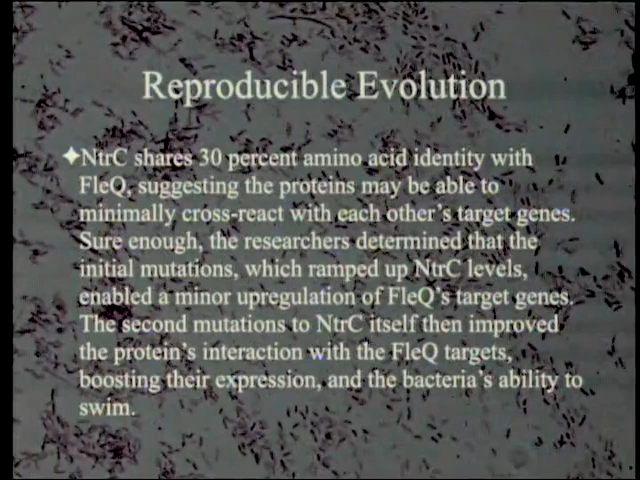 Reproducible Evolution
✦NtrC shares 30 percent amino acid identity with
FleQ, suggesting the proteins may be able to
minimally cross-react with each other's target genes.
Sure enough, the researchers determined that the
initial mutations, which ramped up NtrC levels,
enabled a minor upregulation of FleQ's target genes.
The second mutations to NtrC itself then improved
the protein's interaction with the FleQ targets,
boosting their expression, and the bacteria's ability to
swim.